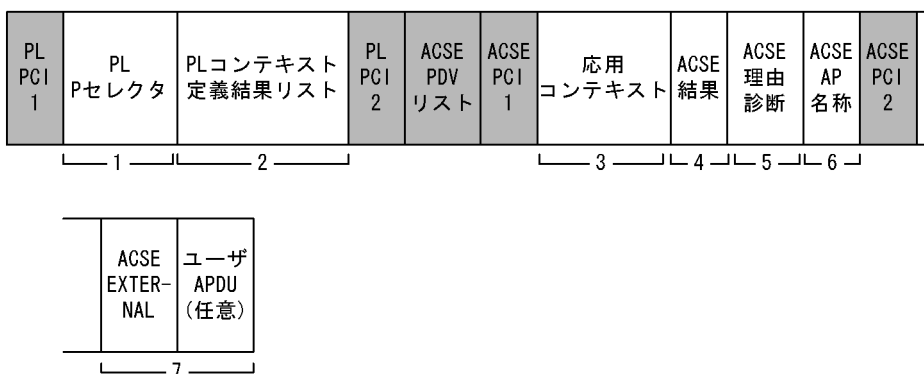 PL
PCI
1
PL
Pセレクタ
PLコンテキスト
定義結果リスト
PL
PCI
2
ACSE
PDV
リスト
ACSE
PCI
1
応用
コンテキスト
ACSE
結果
ACSE
理由
診断
ACSE
AP
名称
ACSE
PCI
2
1
2
3
4
5
6
ACSE
EXTER-
NAL
ユーザ
APDU
(任意)
7